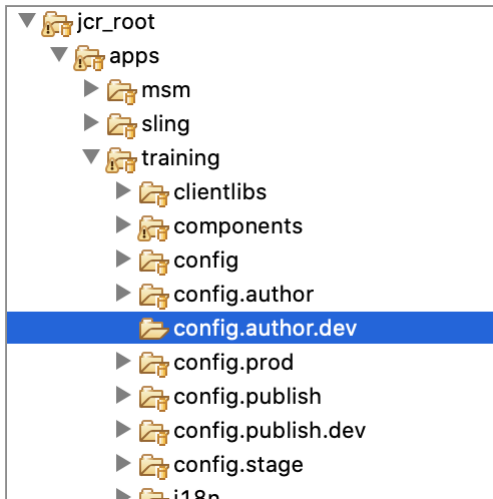 jcr_root
apps
msm
sling
training
clientlibs
components
config
config.author
config.author.dev
config.prod
config.publish
config.publish.dev
config.stage
i18n